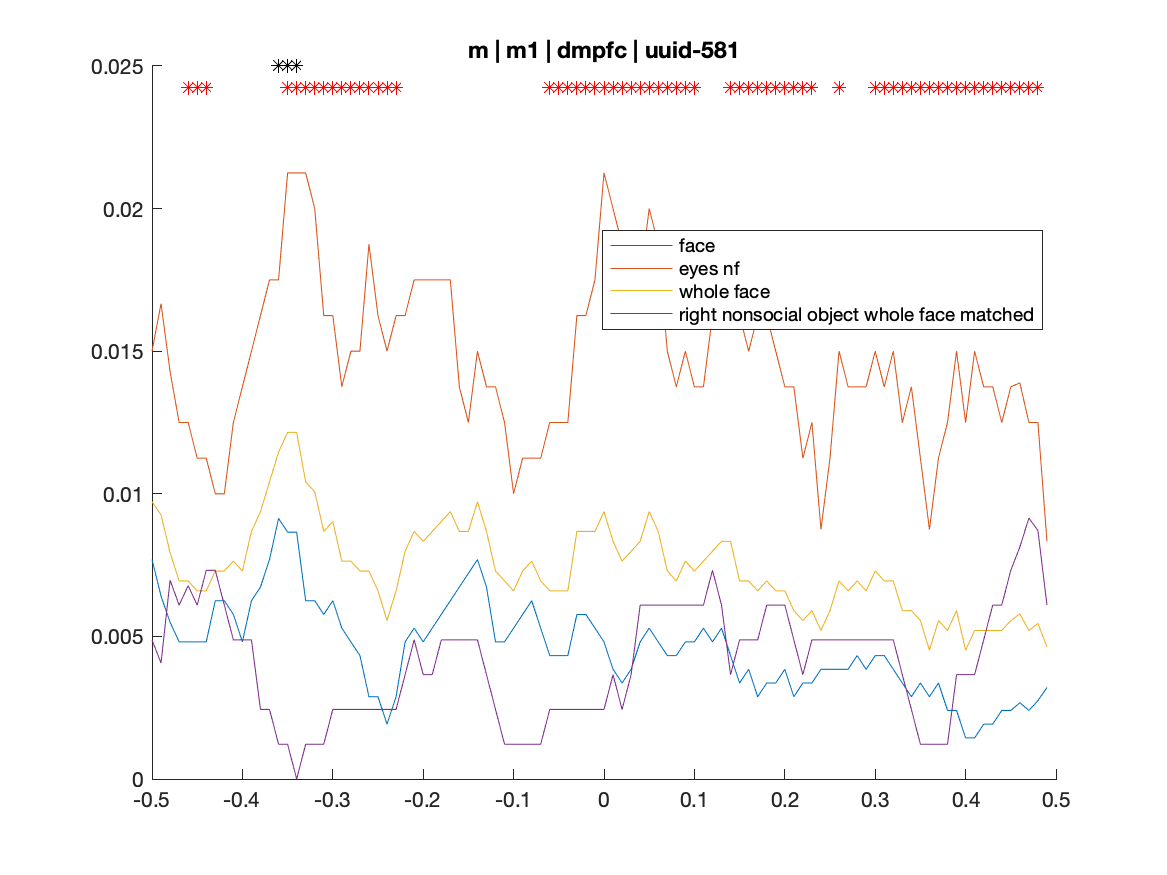 m | m1 | dmpfc | uuid-581
0.025
0.02
0.015
0.01
0.005
0
face
eyes nf
whole face
right nonsocial object whole face matched
-0.5 -0.4 -0.3 -0.2 -0.1 0 0.1 0.2 0.3 0.4 0.5